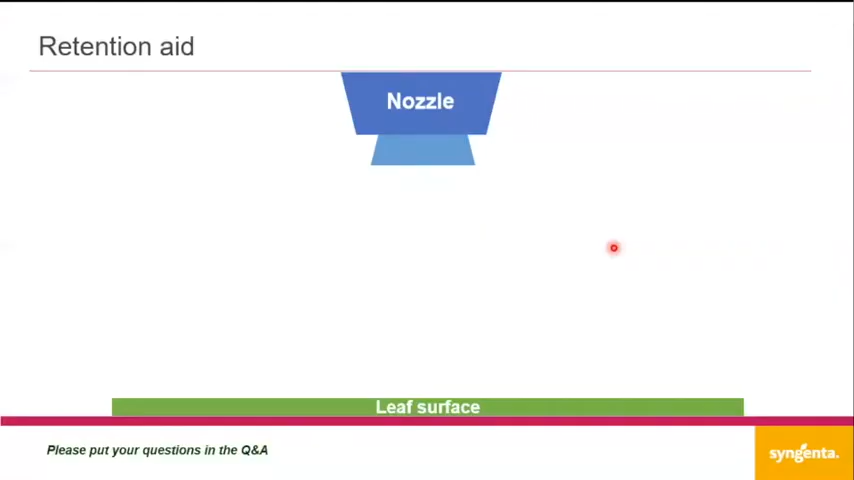 Retention aid
Nozzle
Leaf surface
Please put your questions in the Q&A
syngenta.